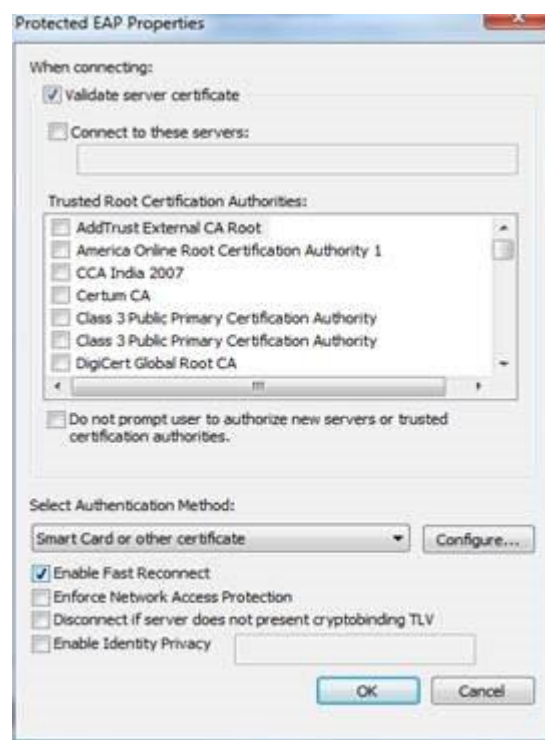 Protected EAP Properties
When connecting:
Validate server certificate
Connect to these servers:
Trusted Root Certification Authorities:
AddTrust External CA Root
America Online Root Certification Authority 1
CCA India 2007
Certum CA
Class 3 Public Primary Certification Authority
Class 3 Public Primary Certification Authority
DigiCert Global Root CA
Do not prompt user to authorize new servers or trusted
certification authorities.
Select Authentication Method:
Smart Card or other certificate
Configure...
Enable Fast Reconnect
Enforce Network Access Protection
Disconnect if server does not present cryptobinding TLV
Enable Identity Privacy
OK
Cancel